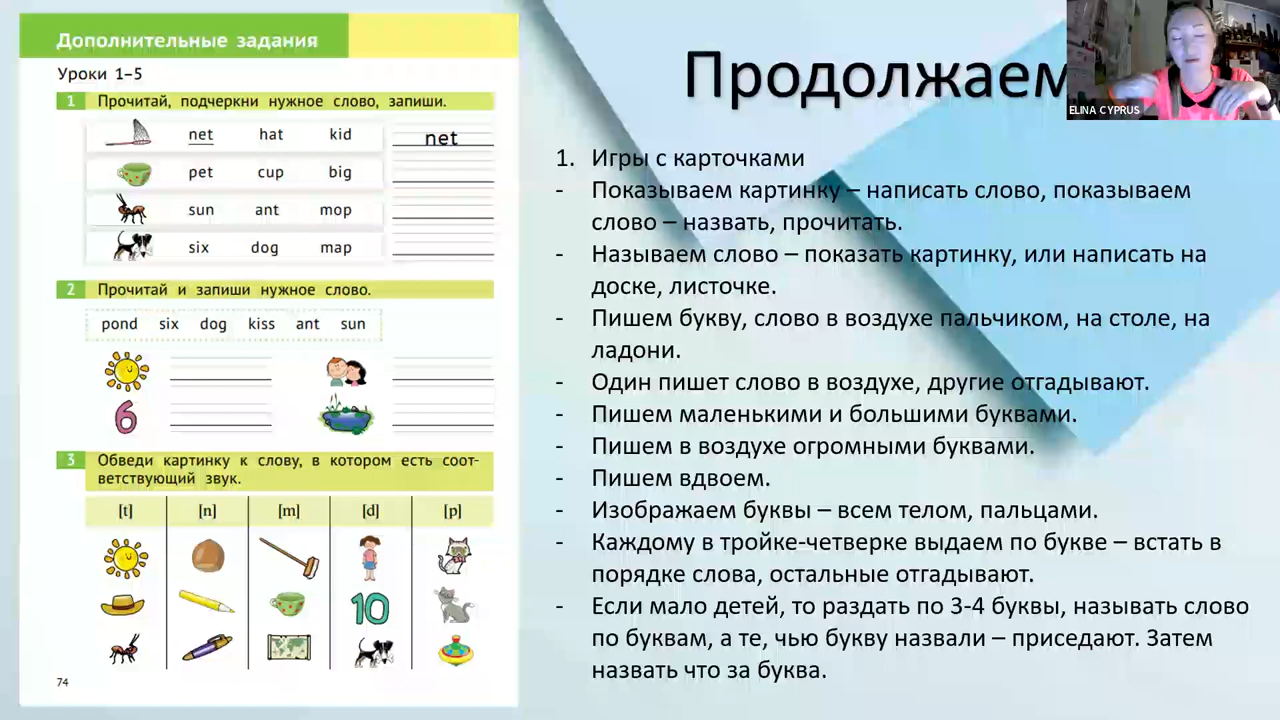 Дополнительные задания
Уроки 1–5
1 Прочитай, подчеркни нужное слово, запиши.
net hat kid net
pet cup big
sun ant mop
six dog map
2 Прочитай и запиши нужное слово.
pond six dog kiss ant sun
6
3 Обведи картинку к слову, в котором есть соот-
ветствующий звук.
[t] [n] [m] [d] [p]
10
74
Продолжаем
ELINA CYPRUS
1. Игры с карточками
- Показываем картинку – написать слово, показываем
слово – назвать, прочитать.
- Называем слово – показать картинку, или написать на
доске, листочке.
- Пишем букву, слово в воздухе пальчиком, на столе, на
ладони.
- Один пишет слово в воздухе, другие отгадывают.
- Пишем маленькими и большими буквами.
- Пишем в воздухе огромными буквами.
- Пишем вдвоем.
- Изображаем буквы – всем телом, пальцами.
- Каждому в тройке-четверке выдаем по букве – встать в
порядке слова, остальные отгадывают.
- Если мало детей, то раздать по 3-4 буквы, называть слово
по буквам, а те, чью букву назвали – приседают. Затем
назвать что за буква.